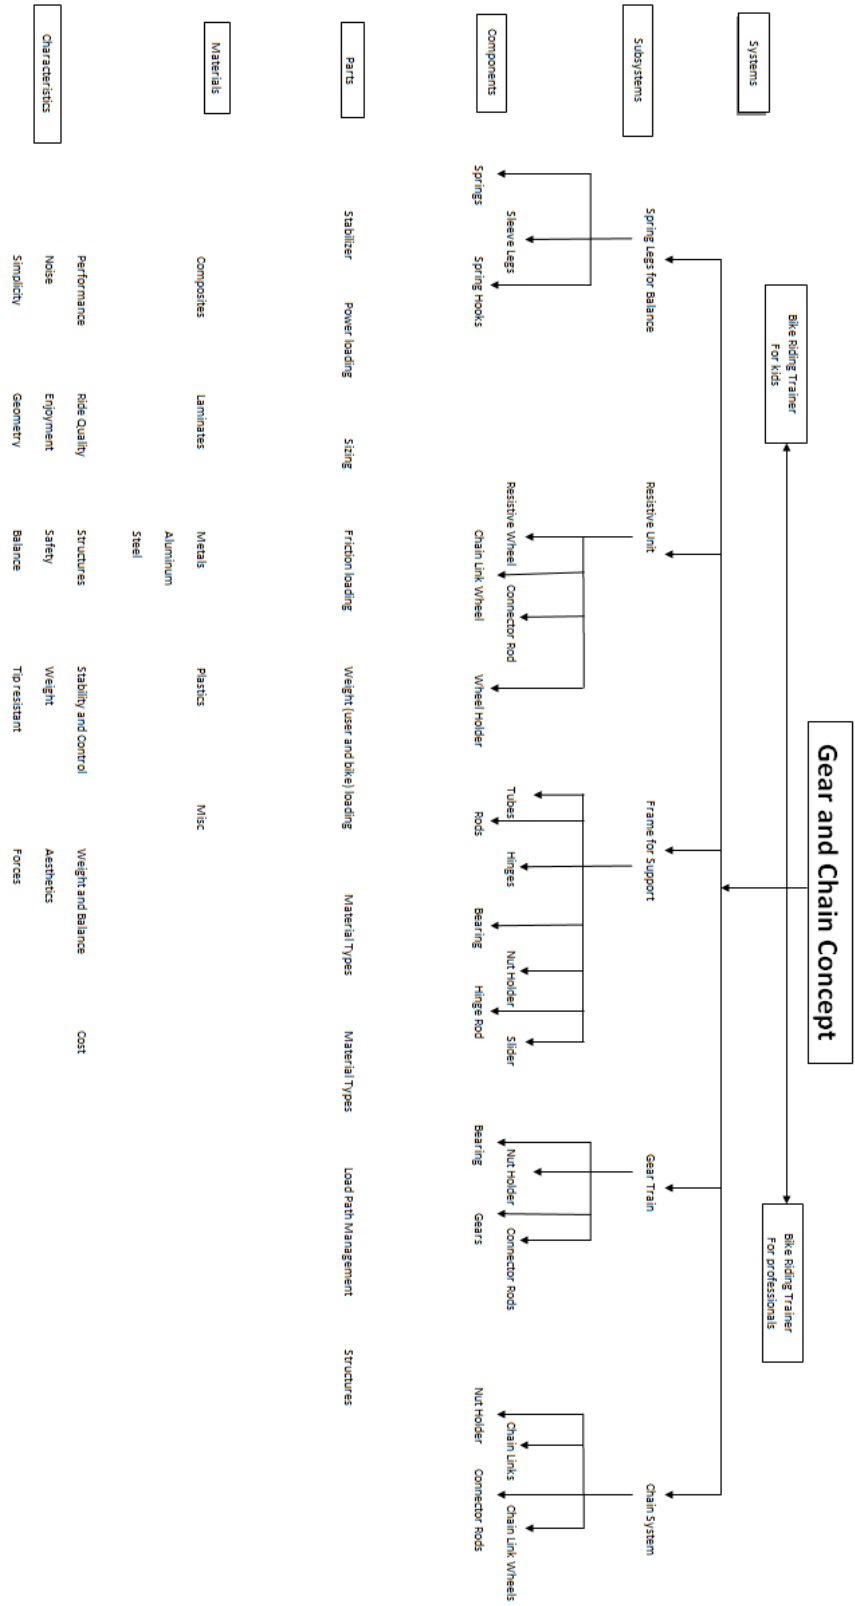 Gear and Chain Concept
Systems
Bike Riding Trainer
For kids
Bike Riding Trainer
For professionals
Subsystems
Spring Legs for Balance
Resistive Unit
Frame for Support
Gear Train
Chain System
Components
Springs
Sleeve Legs
Spring Hooks
Resistive Wheel
Chain Link Wheel
Connector Rod
Wheel Holder
Tubes
Rods
Hinges
Bearing
Nut Holder
Hinge Rod
Slider
Bearing
Nut Holder
Gears
Connector Rods
Nut Holder
Chain Links
Connector Rods
Chain Link Wheels
Parts
Stabilizer
Power loading
Sizing
Friction loading
Weight (user and bike) loading
Material Types
Material Types
Load Path Management
Structures
Materials
Composites
Laminates
Metals
Aluminum
Steel
Plastics
Misc
Characteristics
Performance
Ride Quality
Structures
Stability and Control
Weight and Balance
Cost
Noise
Enjoyment
Safety
Weight
Aesthetics
Simplicity
Geometry
Balance
Tip resistant
Forces